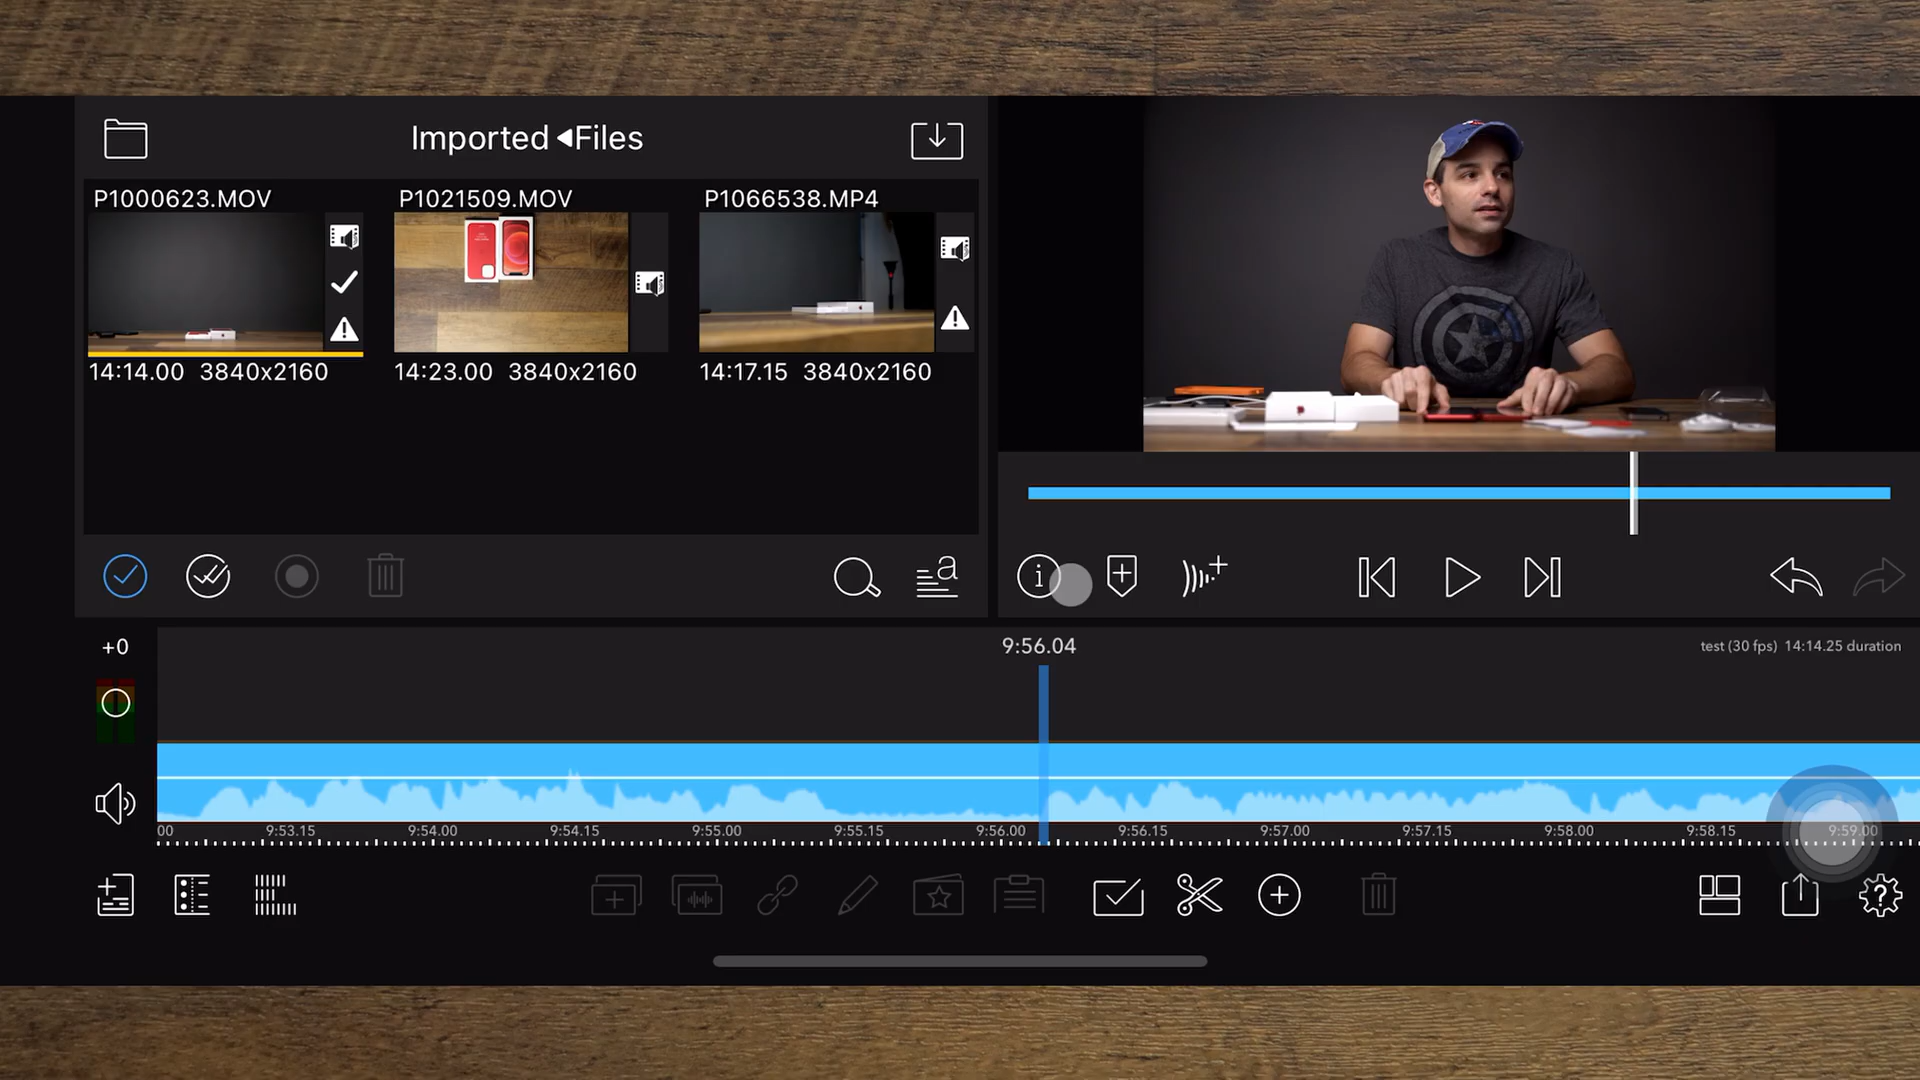 Imported ◀Files
P1000623.MOV
P1021509.MOV
P1066538.MP4
14:14.00 3840x2160
14:23.00 3840x2160
14:17.15 3840x2160
+0
9:56.04
test (30 fps) 14:14.25 duration
00 9:53.15 9:54.00 9:54.15 9:55.00 9:55.15 9:56.00 9:56.15 9:57.00 9:57.15 9:58.00 9:58.15 9:59.00